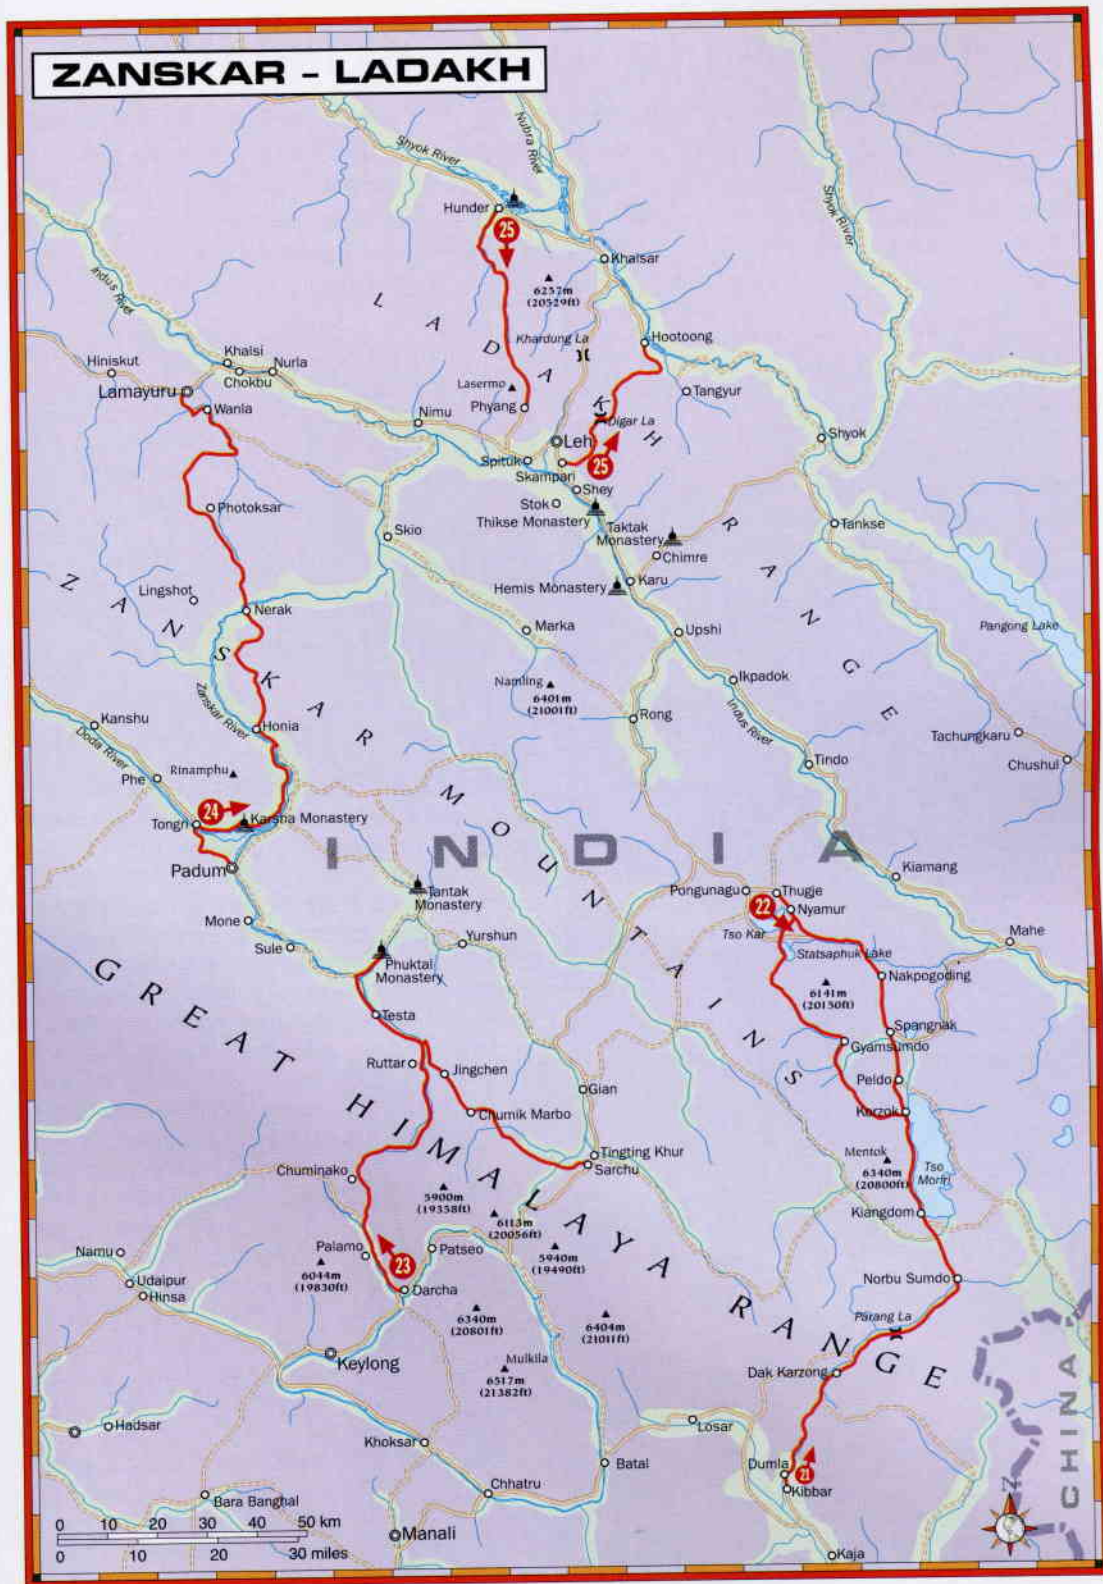 ZANSKAR - LADAKH
Shyok River
Nubra River
Shyok River
Hunder
25
Khalsar
6257m
(20529ft)
Indus River
LADAKH RANGE
Khardung La
Hootoong
Hiniskut
Khalsi
Nurla
Chokbu
Lamayuru
Wanla
Lasermo
Phyang
Tangyur
Nimu
Digar La
Leh
Shyok
Spituk
Skampari
25
Shey
Stok
Thikse Monastery
Photoksar
Skio
Taktak
Monastery
Tankse
Chimre
Lingshot
Nerak
Hemis Monastery
Karu
Marka
Upshi
Pangong Lake
ZANSKAR MOUNTAINS
Namling
6401m
(21001ft)
Ikpadok
Zanskar River
Indus River
Kanshu
Doda River
Honia
Rong
Tachungkaru
Chushul
Phe
Rinamphu
Tindo
24
Tongri
Karsha Monastery
INDIA
Padum
Tantak
Monastery
Pongunagu
Thugje
Kiamang
22
Nyamur
Mone
Sule
Yurshun
Tso Kar
Mahe
Phuktal
Monastery
Statsaphuk Lake
Nakpogoding
6141m
(20150ft)
GREAT HIMALAYA RANGE
Testa
Spangnak
Gyamsumdo
Ruttar
Jingchen
Gian
Peldo
Chumik Marbo
Korzok
Tingting Khur
Sarchu
Mentok
6340m
(20800ft)
Tso
Moriri
Chuminako
5900m
(19358ft)
6113m
(20056ft)
Kiangdom
Namu
Palamo
Patseo
5940m
(19490ft)
6044m
(19830ft)
23
Darcha
Udaipur
Hinsa
Norbu Sumdo
6340m
(20801ft)
6404m
(21011ft)
Parang La
Keylong
Mulkila
6517m
(21382ft)
Dak Karzong
CHINA
Hadsar
Khoksar
Losar
Batal
Dumla
21
Kibbar
Chhatru
Bara Banghal
N
0 10 20 30 40 50 km
0 10 20 30 miles
Manali
Kaja